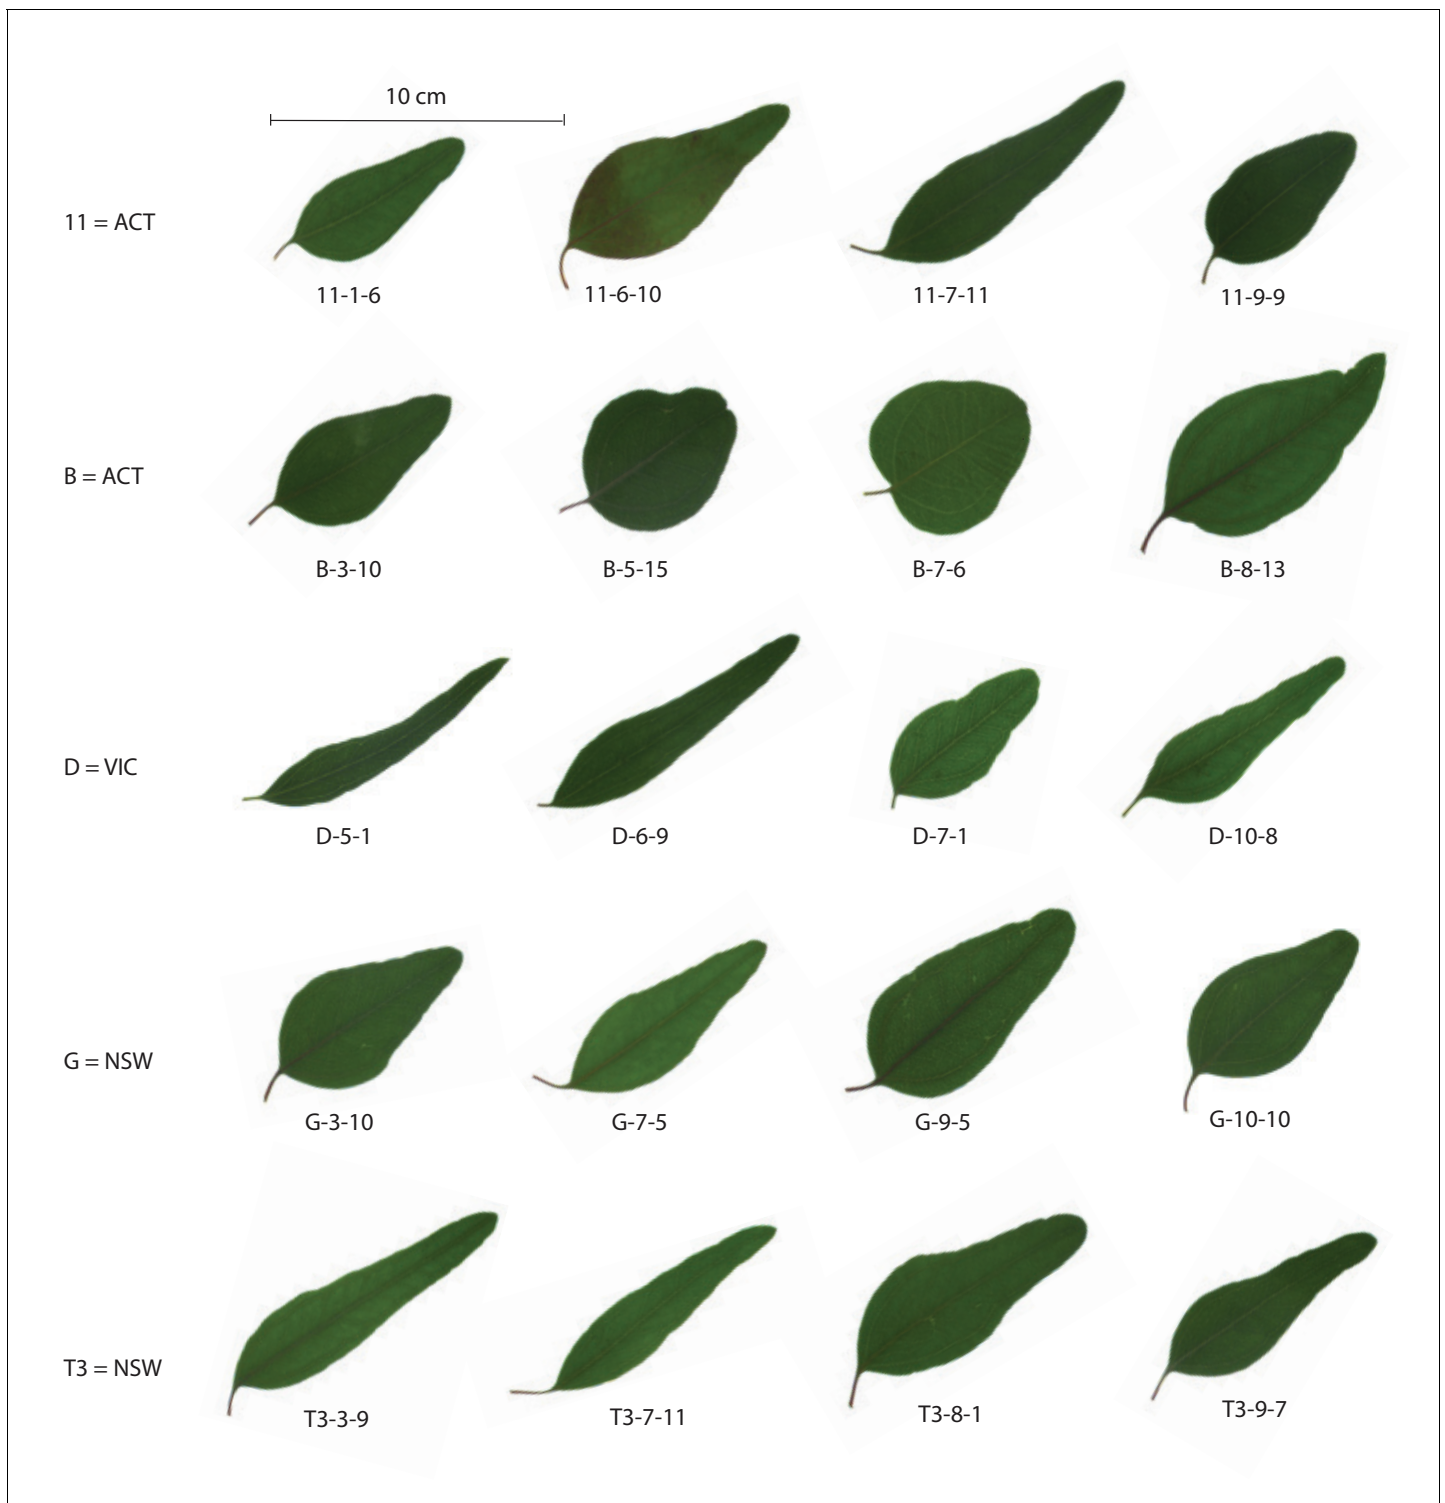 10 cm
11 = ACT
11-1-6
11-6-10
11-7-11
11-9-9
B = ACT
B-3-10
B-5-15
B-7-6
B-8-13
D = VIC
D-5-1
D-6-9
D-7-1
D-10-8
G = NSW
G-3-10
G-7-5
G-9-5
G-10-10
T3 = NSW
T3-3-9
T3-7-11
T3-8-1
T3-9-7